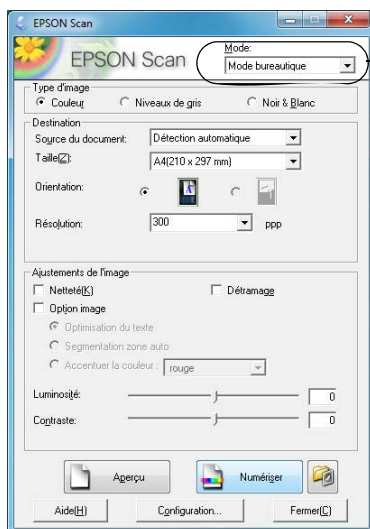 EPSON Scan
EPSON Scan
Mode:
Mode bureautique
Type d'image
Couleur Niveaux de gris Noir & Blanc
Destination
Source du document: Détection automatique
Taille(Z): A4(210 x 297 mm)
Orientation:
Résolution: 300 ppp
Ajustements de l'image
Netteté(K) Détramage
Option image
Optimisation du texte
Segmentation zone auto
Accentuer la couleur : rouge
Luminosité: 0
Contraste: 0
Aperçu Numériser
Aide(H) Configuration... Fermer(C)